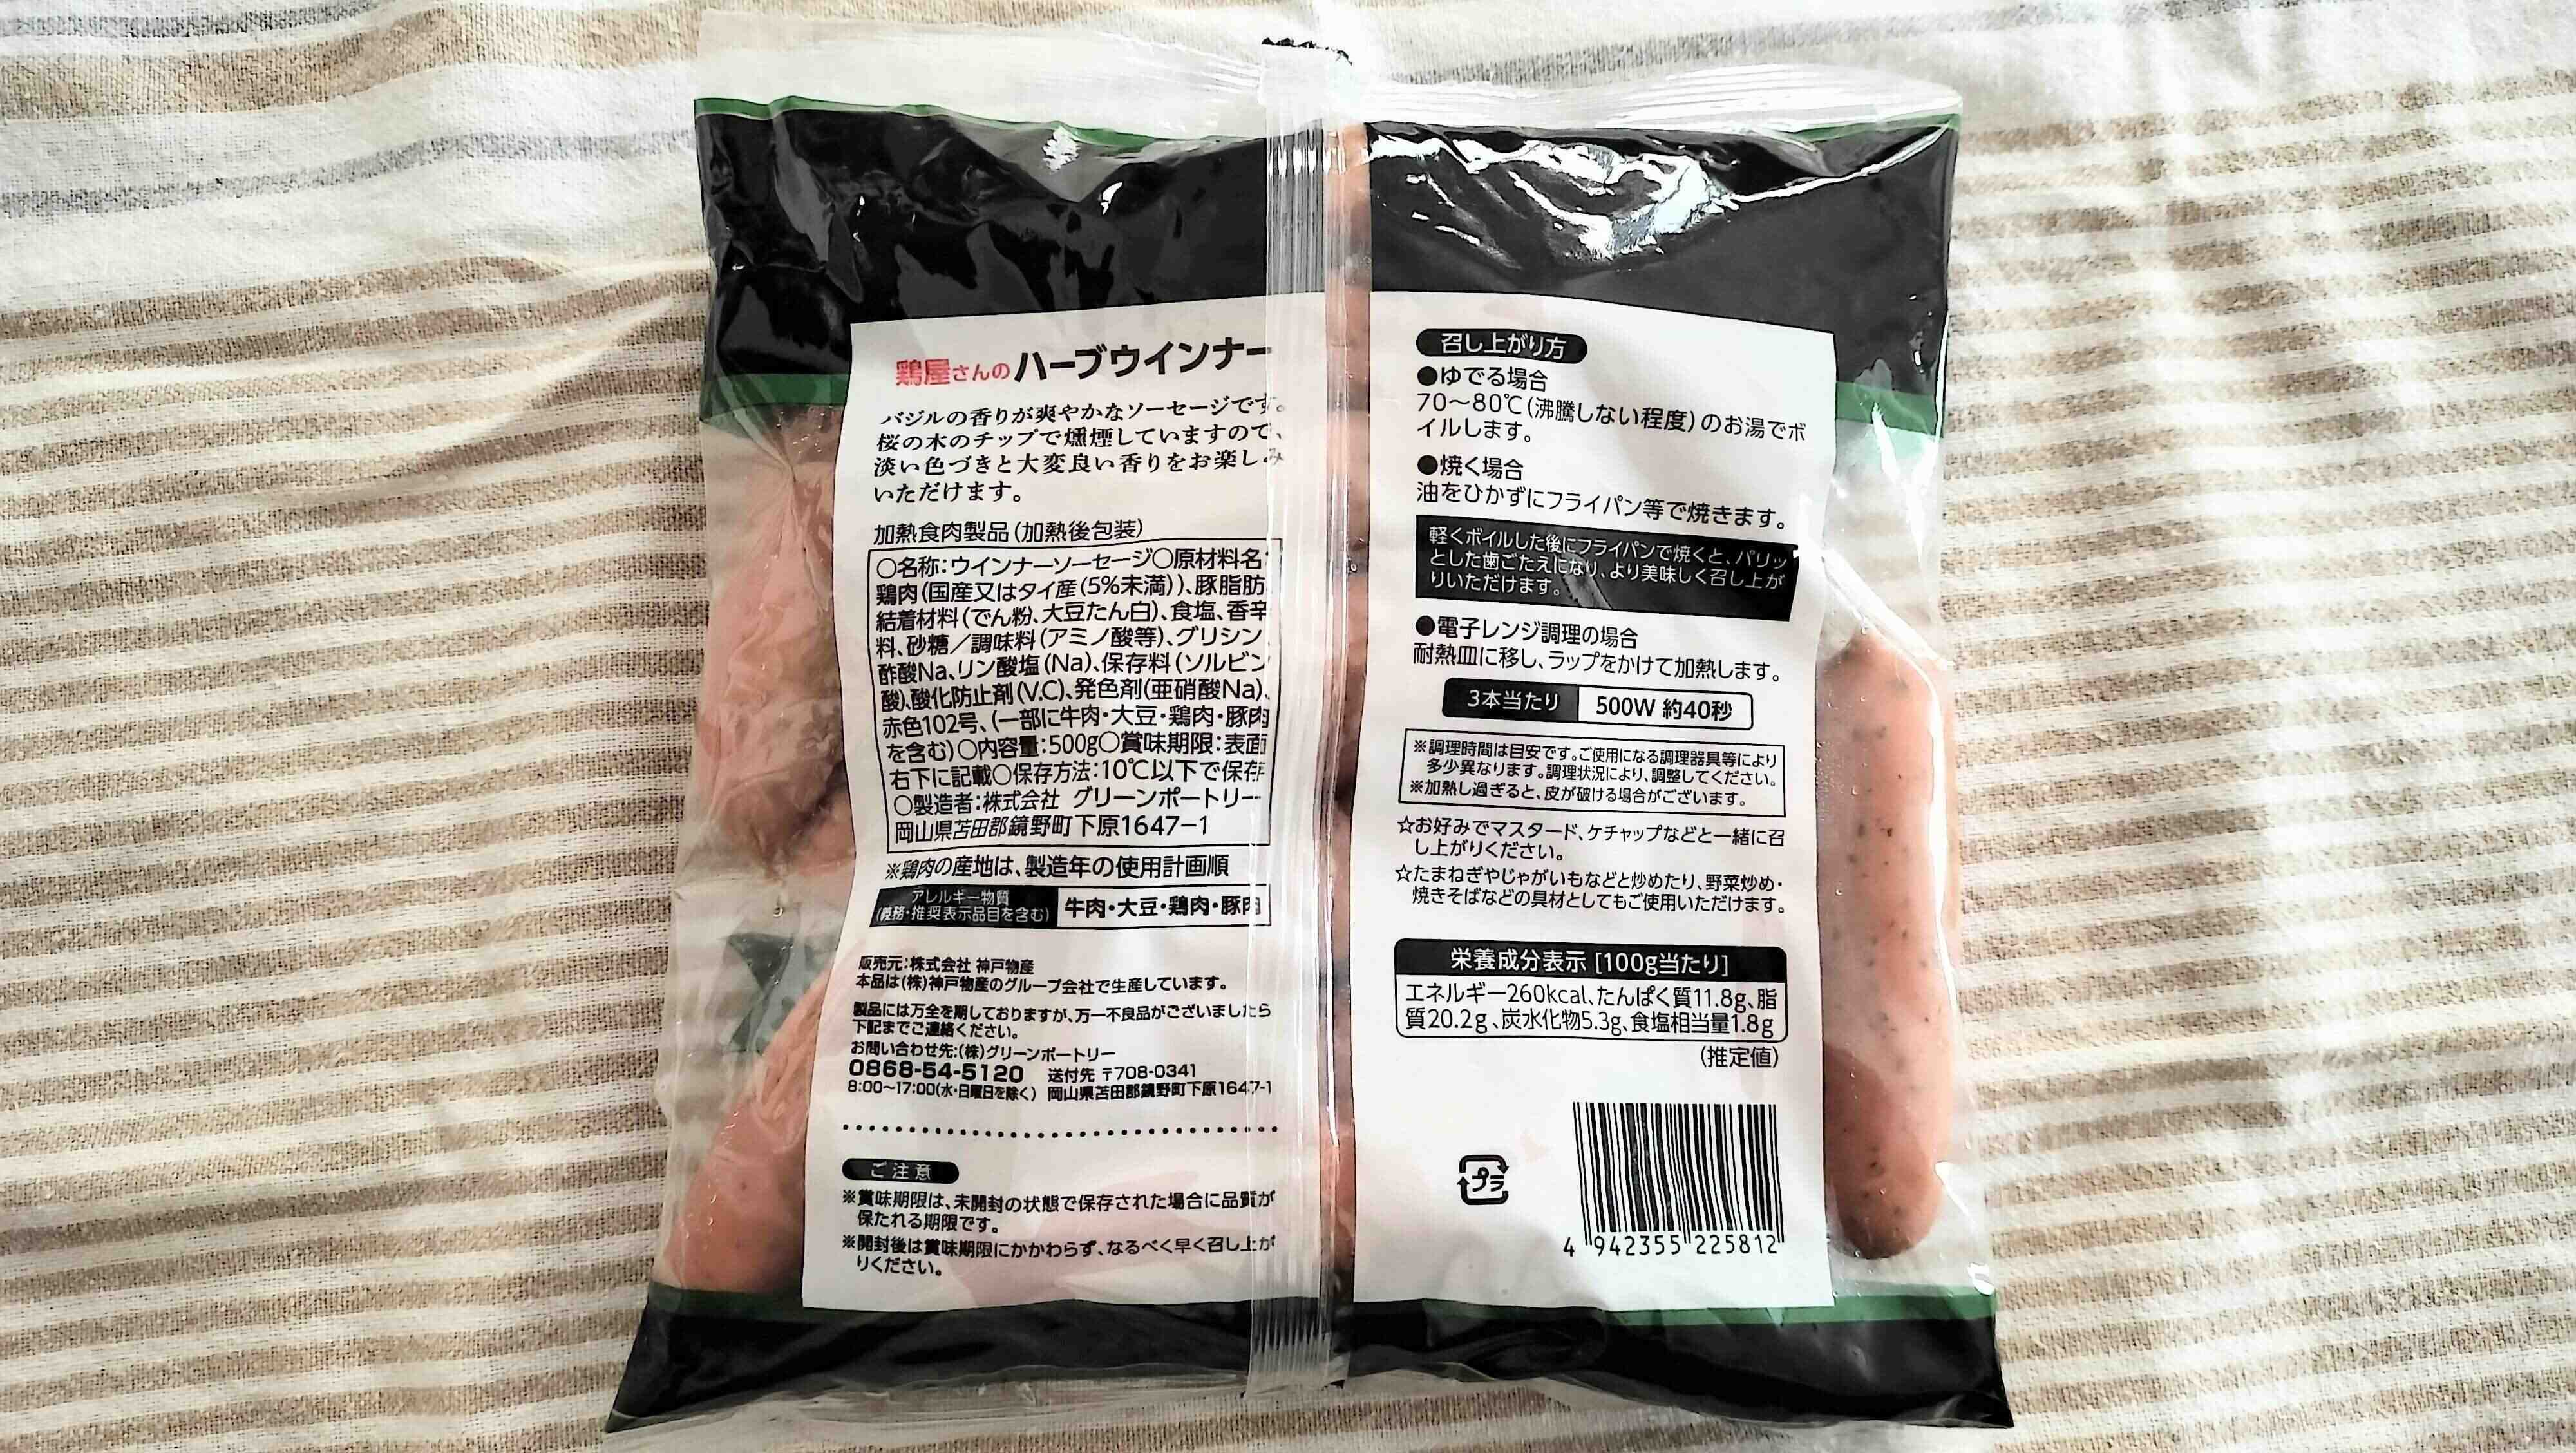 鶏屋さんのハーブウインナー
バジルの香りが爽やかなソーセージです。
桜の木のチップで燻煙していますので、
淡い色づきと大変良い香りをお楽しみ
いただけます。
加熱食肉製品(加熱後包装)
○名称:ウインナーソーセージ○原材料名:
鶏肉(国産又はタイ産(5%未満))、豚脂肪、
結着材料(でん粉、大豆たん白)、食塩、香辛
料、砂糖/調味料(アミノ酸等)、グリシン、
酢酸Na、リン酸塩(Na)、保存料(ソルビン
酸)、酸化防止剤(V.C)、発色剤(亜硝酸Na)、
赤色102号、(一部に牛肉・大豆・鶏肉・豚肉
を含む)○内容量:500g○賞味期限:表面
右下に記載○保存方法:10℃以下で保存
○製造者:株式会社 グリーンポートリー
岡山県苫田郡鏡野町下原1647−1
※鶏肉の産地は、製造年の使用計画順
アレルギー物質
(義務・推奨表示品目を含む)
牛肉・大豆・鶏肉・豚肉
販売元:株式会社 神戸物産
本品は(株)神戸物産のグループ会社で生産しています。
製品には万全を期しておりますが、万一不良品がございましたら
下記までご連絡ください。
お問い合わせ先:(株)グリーンポートリー
0868-54-5120 送付先 〒708-0341
8:00〜17:00(水・日曜日を除く) 岡山県苫田郡鏡野町下原1647-1
ご注意
※賞味期限は、未開封の状態で保存された場合に品質が
保たれる期限です。
※開封後は賞味期限にかかわらず、なるべく早く召し上が
りください。
召し上がり方
●ゆでる場合
70〜80℃(沸騰しない程度)のお湯でボ
イルします。
●焼く場合
油をひかずにフライパン等で焼きます。
軽くボイルした後にフライパンで焼くと、パリッ
とした歯ごたえになり、より美味しく召し上が
りいただけます。
●電子レンジ調理の場合
耐熱皿に移し、ラップをかけて加熱します。
3本当たり 500W 約40秒
※調理時間は目安です。ご使用になる調理器具等により
多少異なります。調理状況により、調整してください。
※加熱し過ぎると、皮が破ける場合がございます。
☆お好みでマスタード、ケチャップなどと一緒に召
し上がりください。
☆たまねぎやじゃがいもなどと炒めたり、野菜炒め・
焼きそばなどの具材としてもご使用いただけます。
栄養成分表示 [100g当たり]
エネルギー260kcal、たんぱく質11.8g、脂
質20.2g、炭水化物5.3g、食塩相当量1.8g
(推定値)
プラ
4 942355 225812